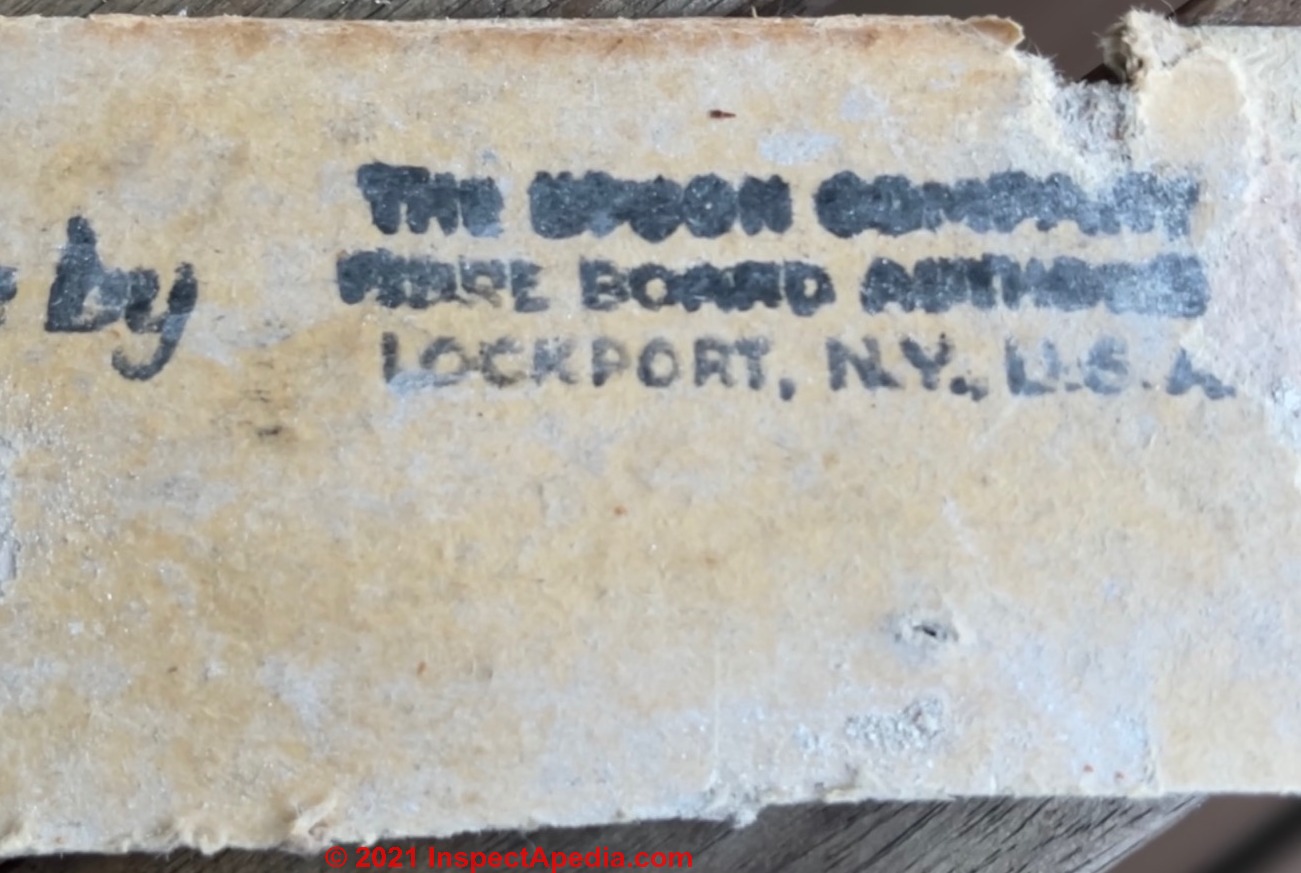 by
THE UPSON COMPANY
FIBRE BOARD AUTHORITIES
LOCKPORT, N.Y., U.S.A.
© 2021 InspectApedia.com